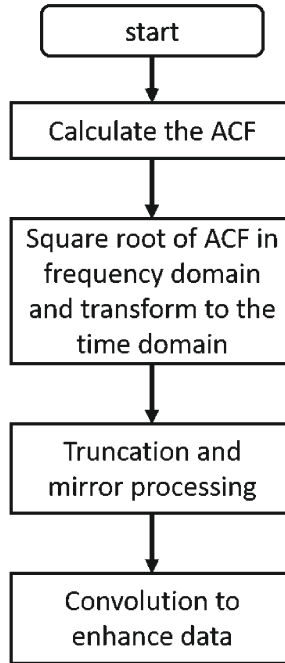 start
Calculate the ACF
Square root of ACF in
frequency domain
and transform to the
time domain
Truncation and
mirror processing
Convolution to
enhance data